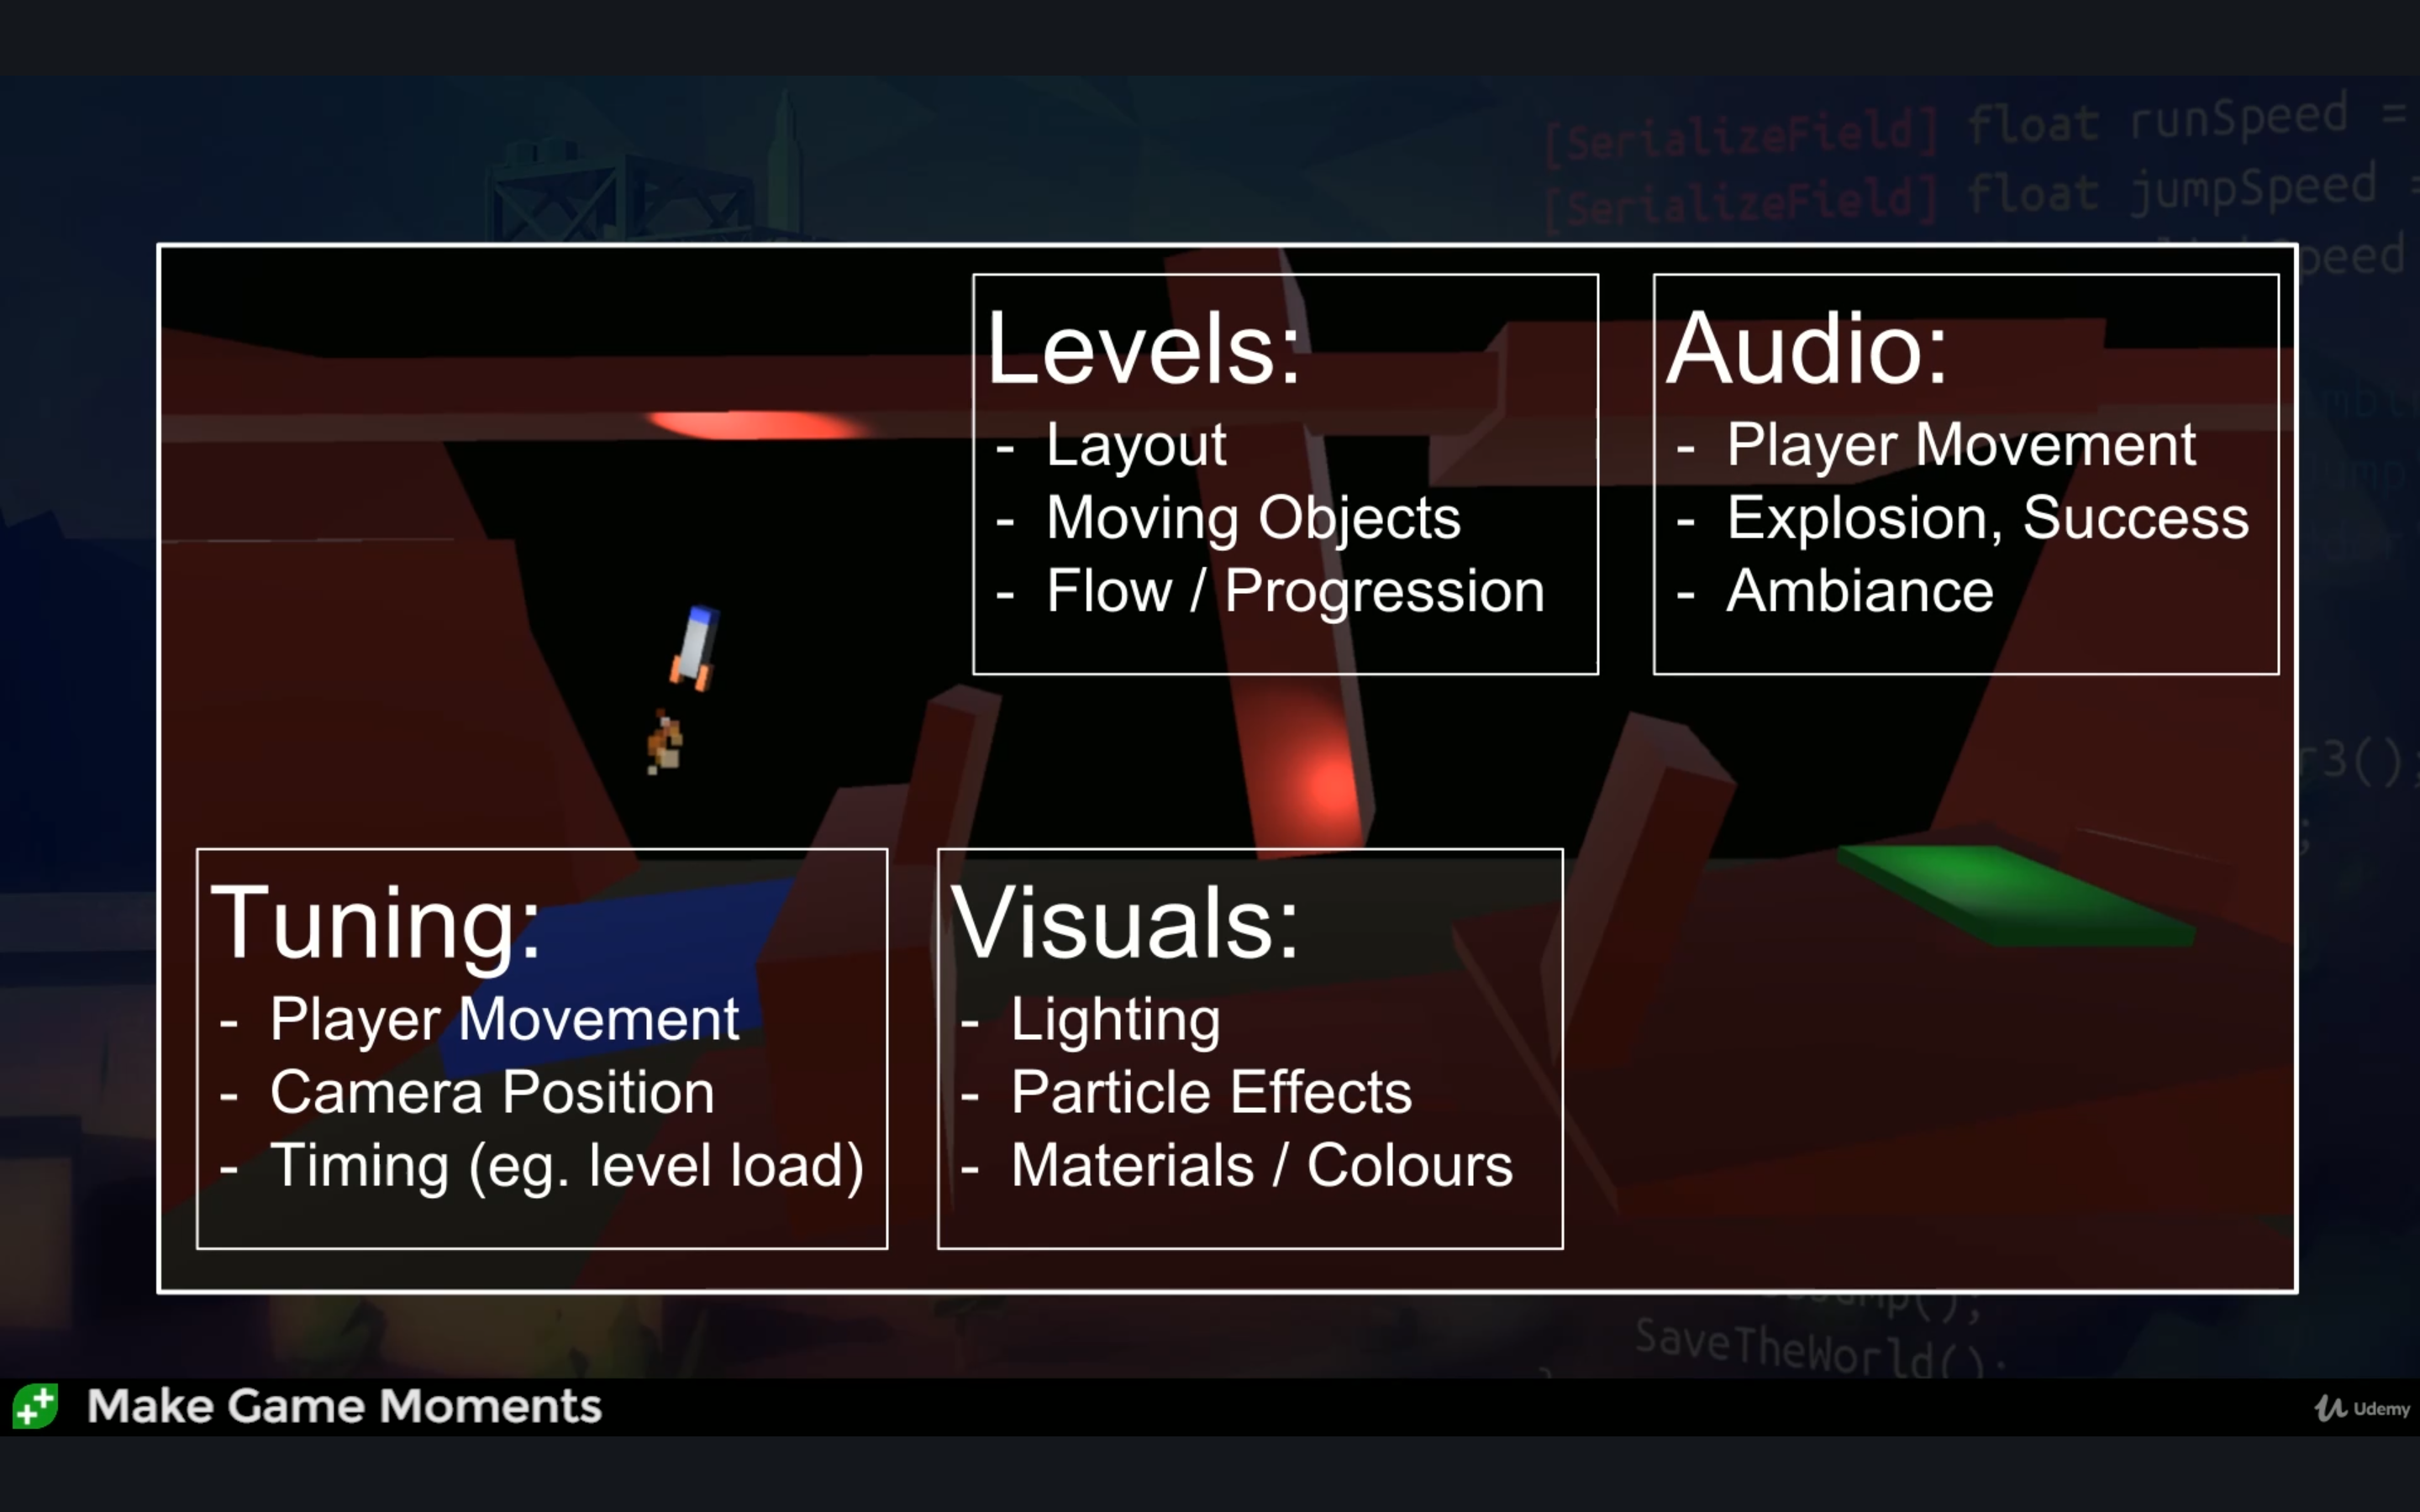 [SerializeField] float runSpeed =
[SerializeField] float jumpSpeed =
peed
Levels:
- Layout
- Moving Objects
- Flow / Progression
Audio:
- Player Movement
- Explosion, Success
- Ambiance
r3();
;
Tuning:
- Player Movement
- Camera Position
- Timing (eg. level load)
Visuals:
- Lighting
- Particle Effects
- Materials / Colours
SaveTheWorld();
}
Make Game Moments
Udemy